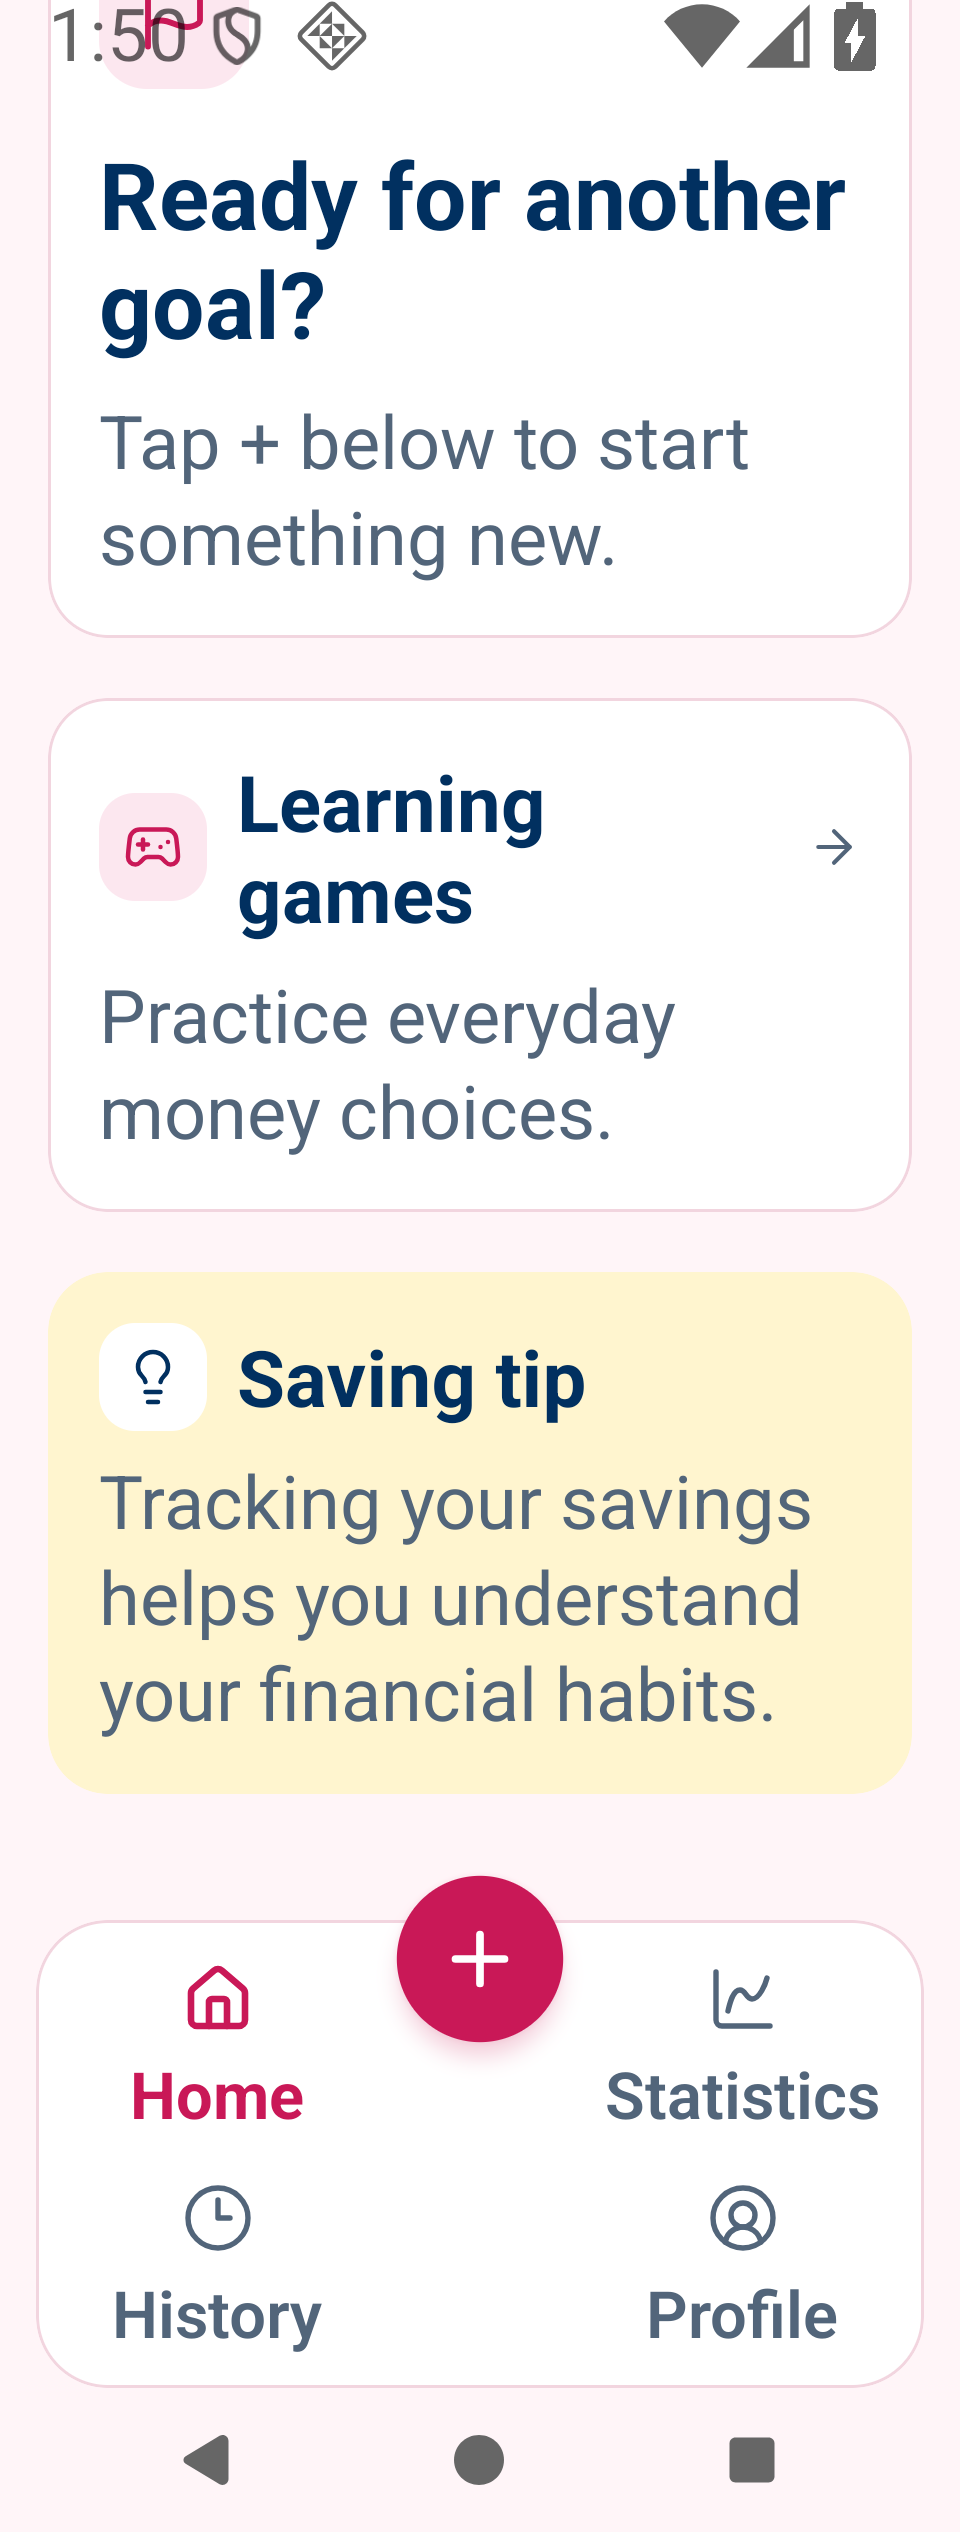 1:50
Ready for another
goal?
Tap + below to start
something new.
Learning
games
Practice everyday
money choices.
Saving tip
Tracking your savings
helps you understand
your financial habits.
Home
Statistics
History
Profile